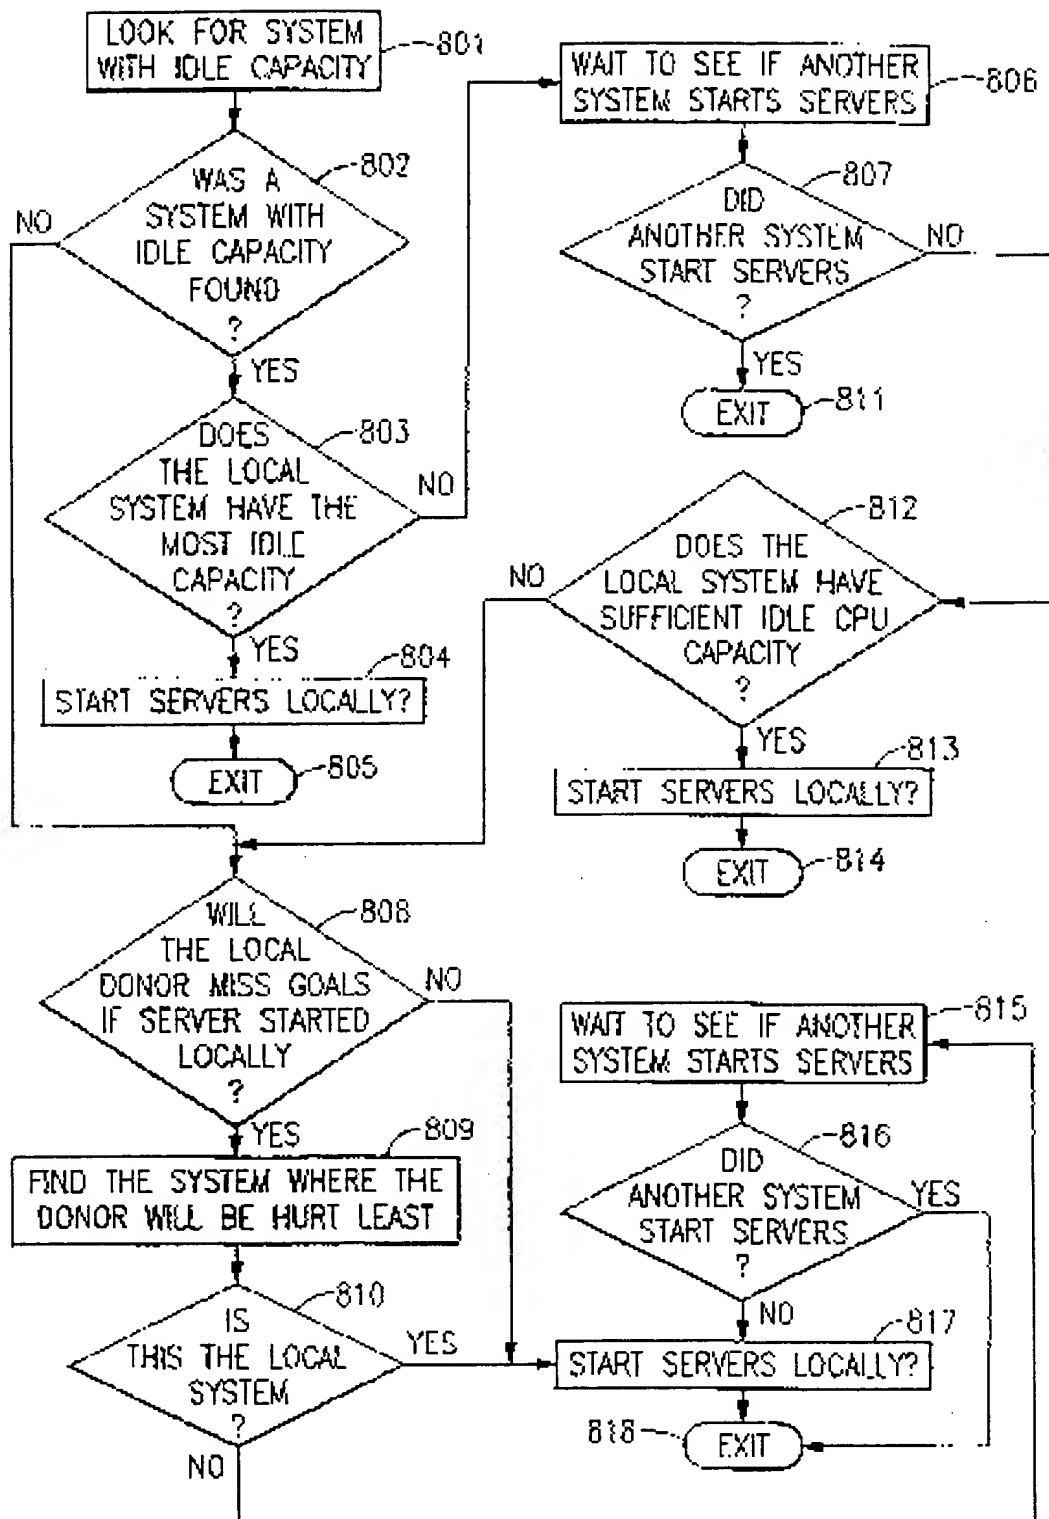 LOOK FOR SYSTEM
WITH IDLE CAPACITY
801
WAS A
SYSTEM WITH
IDLE CAPACITY
FOUND
?
802
NO
YES
DOES
THE LOCAL
SYSTEM HAVE THE
MOST IDLE
CAPACITY
?
803
NO
YES
804
START SERVERS LOCALLY?
EXIT
805
WAIT TO SEE IF ANOTHER
SYSTEM STARTS SERVERS
806
807
DID
ANOTHER SYSTEM
START SERVERS
?
NO
YES
EXIT
811
812
DOES THE
LOCAL SYSTEM HAVE
SUFFICIENT IDLE CPU
CAPACITY
?
NO
YES
813
START SERVERS LOCALLY?
EXIT
814
WILL
THE LOCAL
DONOR MISS GOALS
IF SERVER STARTED
LOCALLY
?
808
NO
YES
809
FIND THE SYSTEM WHERE THE
DONOR WILL BE HURT LEAST
810
IS
THIS THE LOCAL
SYSTEM
?
YES
NO
WAIT TO SEE IF ANOTHER
SYSTEM STARTS SERVERS
815
816
DID
ANOTHER SYSTEM
START SERVERS
?
YES
NO
817
START SERVERS LOCALLY?
818
EXIT